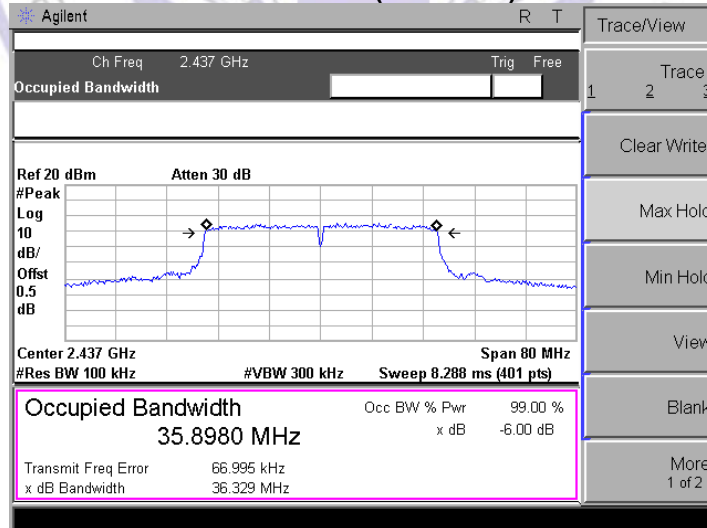 Agilent R T
Ch Freq 2.437 GHz Trig Free
Occupied Bandwidth
Ref 20 dBm Atten 30 dB
#Peak
Log
10
dB/
Offst
0.5
dB
Center 2.437 GHz Span 80 MHz
#Res BW 100 kHz #VBW 300 kHz Sweep 8.288 ms (401 pts)
Occupied Bandwidth Occ BW % Pwr 99.00 %
35.8980 MHz x dB -6.00 dB
Transmit Freq Error 66.995 kHz
x dB Bandwidth 36.329 MHz
Trace/View
Trace
1 2 3
Clear Write
Max Hold
Min Hold
View
Blank
More
1 of 2